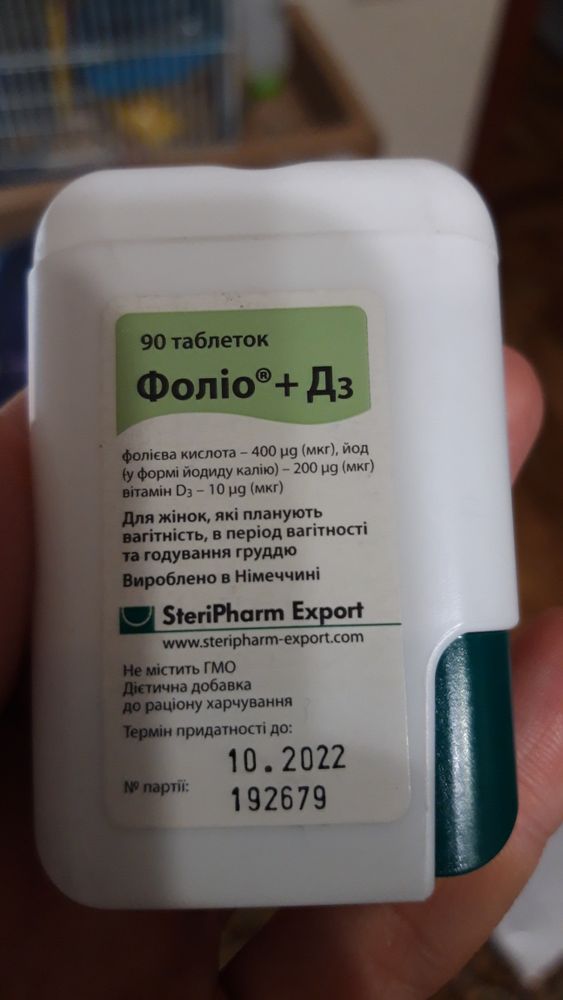 90 таблеток
Фоліо® + Д3
фолієва кислота – 400 µg (мкг), йод
(у формі йодиду калію) – 200 µg (мкг)
вітамін D3 – 10 µg (мкг)
Для жінок, які планують
вагітність, в період вагітності
та годування груддю
Вироблено в Німеччині
SteriPharm Export
www.steripharm-export.com
Не містить ГМО
Дієтична добавка
до раціону харчування
Термін придатності до:
10.2022
№ партії:
192679